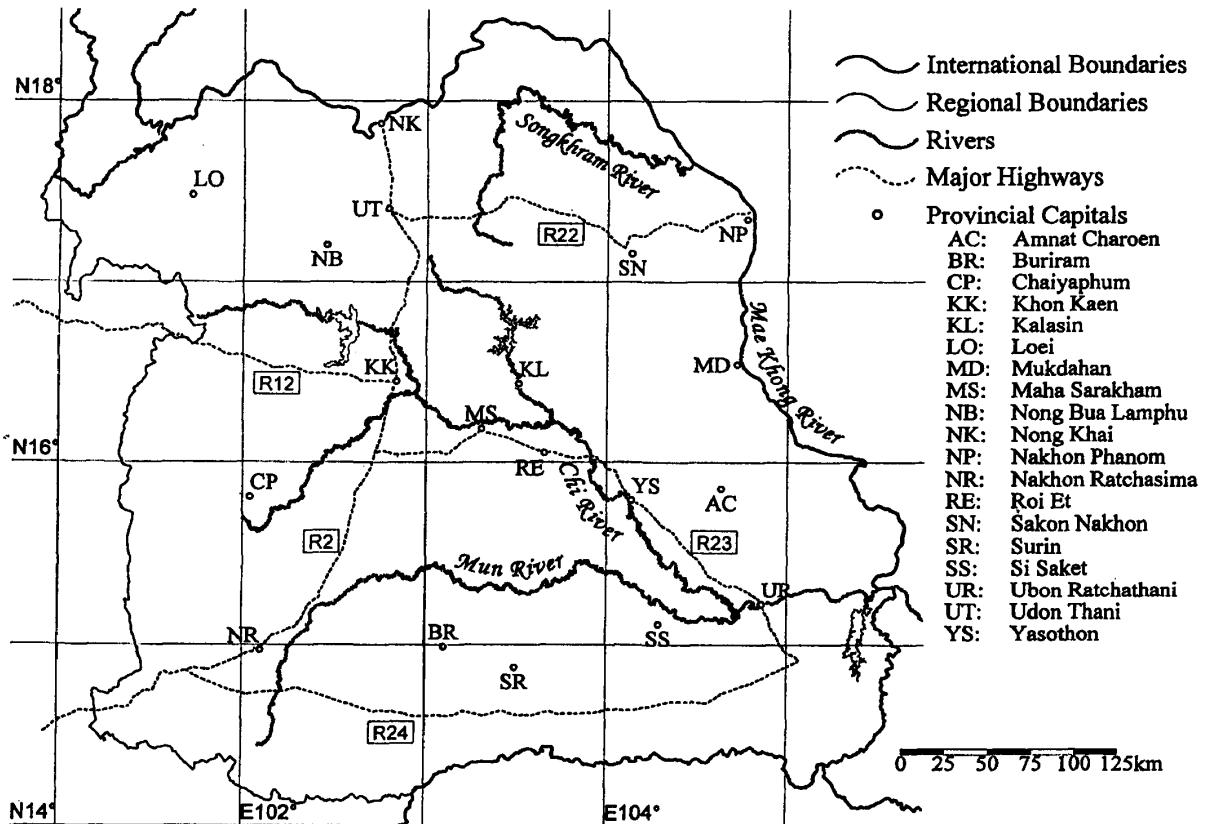 N18°
N16°
N14°
E102°
E104°
NK
LO
UT
NB
Songkhram River
R22
NP
SN
Mae Khong River
MD
KK
R12
KL
MS
RE
CP
Chi River
YS
AC
R2
R23
Mun River
UR
NR
BR
SS
SR
R24
International Boundaries
Regional Boundaries
Rivers
Major Highways
Provincial Capitals
AC: Amnat Charoen
BR: Buriram
CP: Chaiyaphum
KK: Khon Kaen
KL: Kalasin
LO: Loei
MD: Mukdahan
MS: Maha Sarakham
NB: Nong Bua Lamphu
NK: Nong Khai
NP: Nakhon Phanom
NR: Nakhon Ratchasima
RE: Roi Et
SN: Sakon Nakhon
SR: Surin
SS: Si Saket
UR: Ubon Ratchathani
UT: Udon Thani
YS: Yasothon
0 25 50 75 100 125km